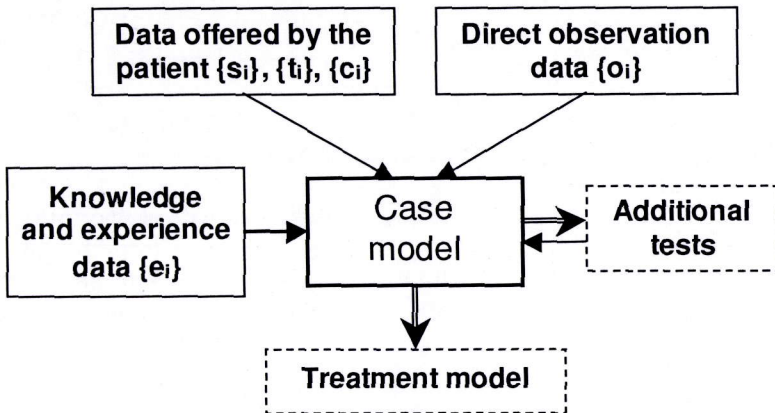 Data offered by the
patient {si}, {ti}, {ci}
Direct observation
data {oi}
Knowledge
and experience
data {ei}
Case
model
Additional
tests
Treatment model